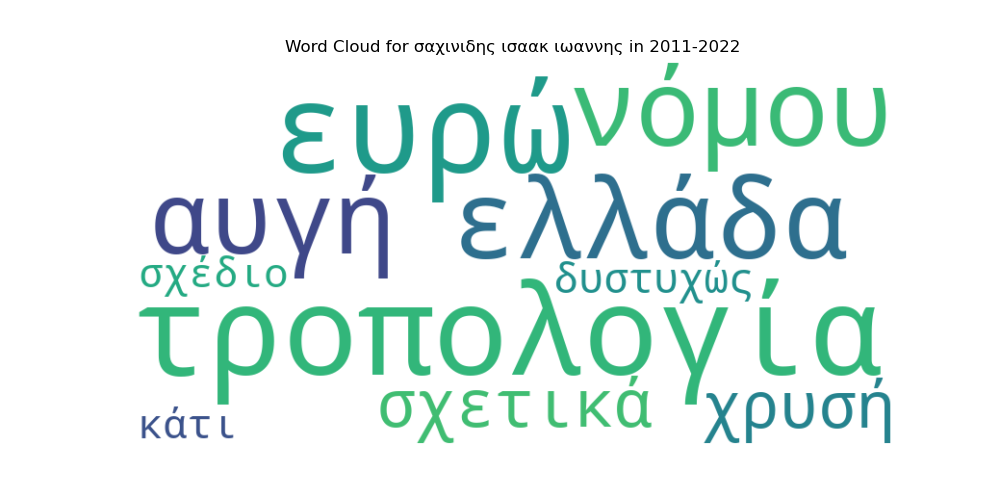 Word Cloud for σαχινιδης ισαακ ιωαννης in 2011-2022
ευρώ νόμου
αυγή ελλάδα
σχέδιο δυστυχώς
τροπολογία
κάτι σχετικά χρυσή